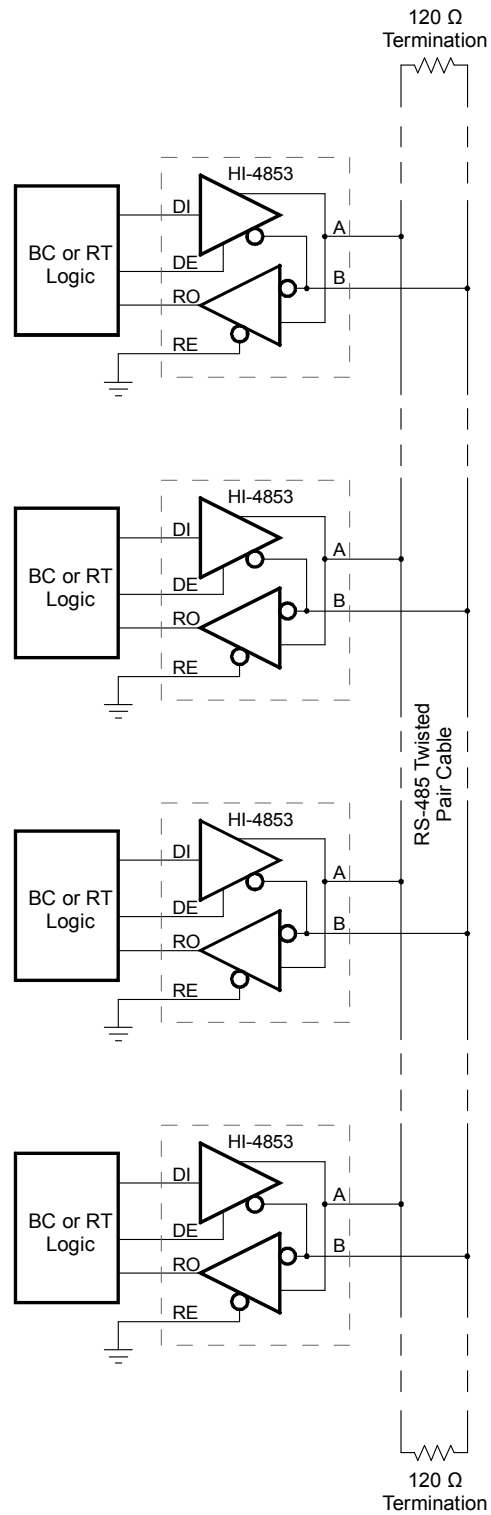 120 Ω
Termination
HI-4853
DI
A
BC or RT
Logic
DE
B
RO
RE
HI-4853
DI
A
BC or RT
Logic
DE
B
RO
RE
RS-485 Twisted
Pair Cable
HI-4853
DI
A
BC or RT
Logic
DE
B
RO
RE
HI-4853
DI
A
BC or RT
Logic
DE
B
RO
RE
120 Ω
Termination